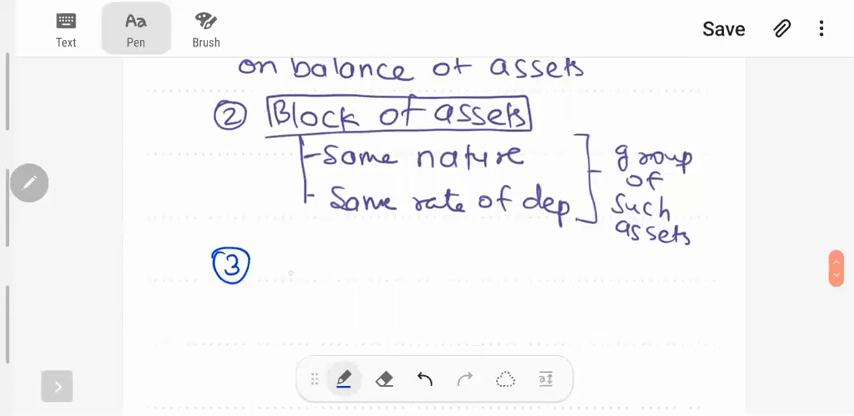 Text
Aa
Pen
Brush
Save
on balance of assets
② Block of assets
- Same nature
- Same rate of dep
group
of
such
assets
③